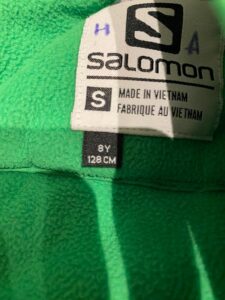 H A
SALOMON
S
MADE IN VIETNAM
FABRIQUE AU VIETNAM
8Y
128 CM